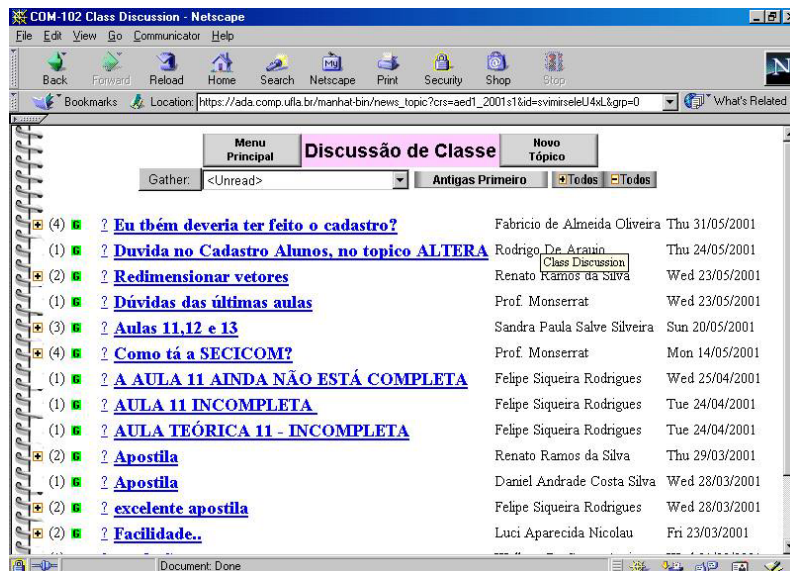 COM-102 Class Discussion - Netscape
File Edit View Go Communicator Help
Back Forward Reload Home Search Netscape Print Security Shop Stop
Bookmarks Location: https://ada.comp.ufla.br/manhat-bin/news_topic?crs=aed1_2001s1&id=svimirseleU4xL&grp=0 What's Related
Menu Principal Discussão de Classe Novo Tópico
Gather: <Unread> Antigas Primeiro +Todos -Todos
(4) G ? Eu tbém deveria ter feito o cadastro? Fabricio de Almeida Oliveira Thu 31/05/2001
(1) G ? Duvida no Cadastro Alunos, no topico ALTERA Rodrigo De Araujo Thu 24/05/2001
Class Discussion
(2) G ? Redimensionar vetores Renato Ramos da Silva Wed 23/05/2001
(1) G ? Dúvidas das últimas aulas Prof. Monserrat Wed 23/05/2001
(3) G ? Aulas 11,12 e 13 Sandra Paula Salve Silveira Sun 20/05/2001
(4) G ? Como tá a SECICOM? Prof. Monserrat Mon 14/05/2001
(1) G ? A AULA 11 AINDA NÃO ESTÁ COMPLETA Felipe Siqueira Rodrigues Wed 25/04/2001
(1) G ? AULA 11 INCOMPLETA Felipe Siqueira Rodrigues Tue 24/04/2001
(1) G ? AULA TEÓRICA 11 - INCOMPLETA Felipe Siqueira Rodrigues Tue 24/04/2001
(2) G ? Apostila Renato Ramos da Silva Thu 29/03/2001
(1) G ? Apostila Daniel Andrade Costa Silva Wed 28/03/2001
(2) G ? excelente apostila Felipe Siqueira Rodrigues Wed 28/03/2001
(2) G ? Facilidade.. Luci Aparecida Nicolau Fri 23/03/2001
Document: Done